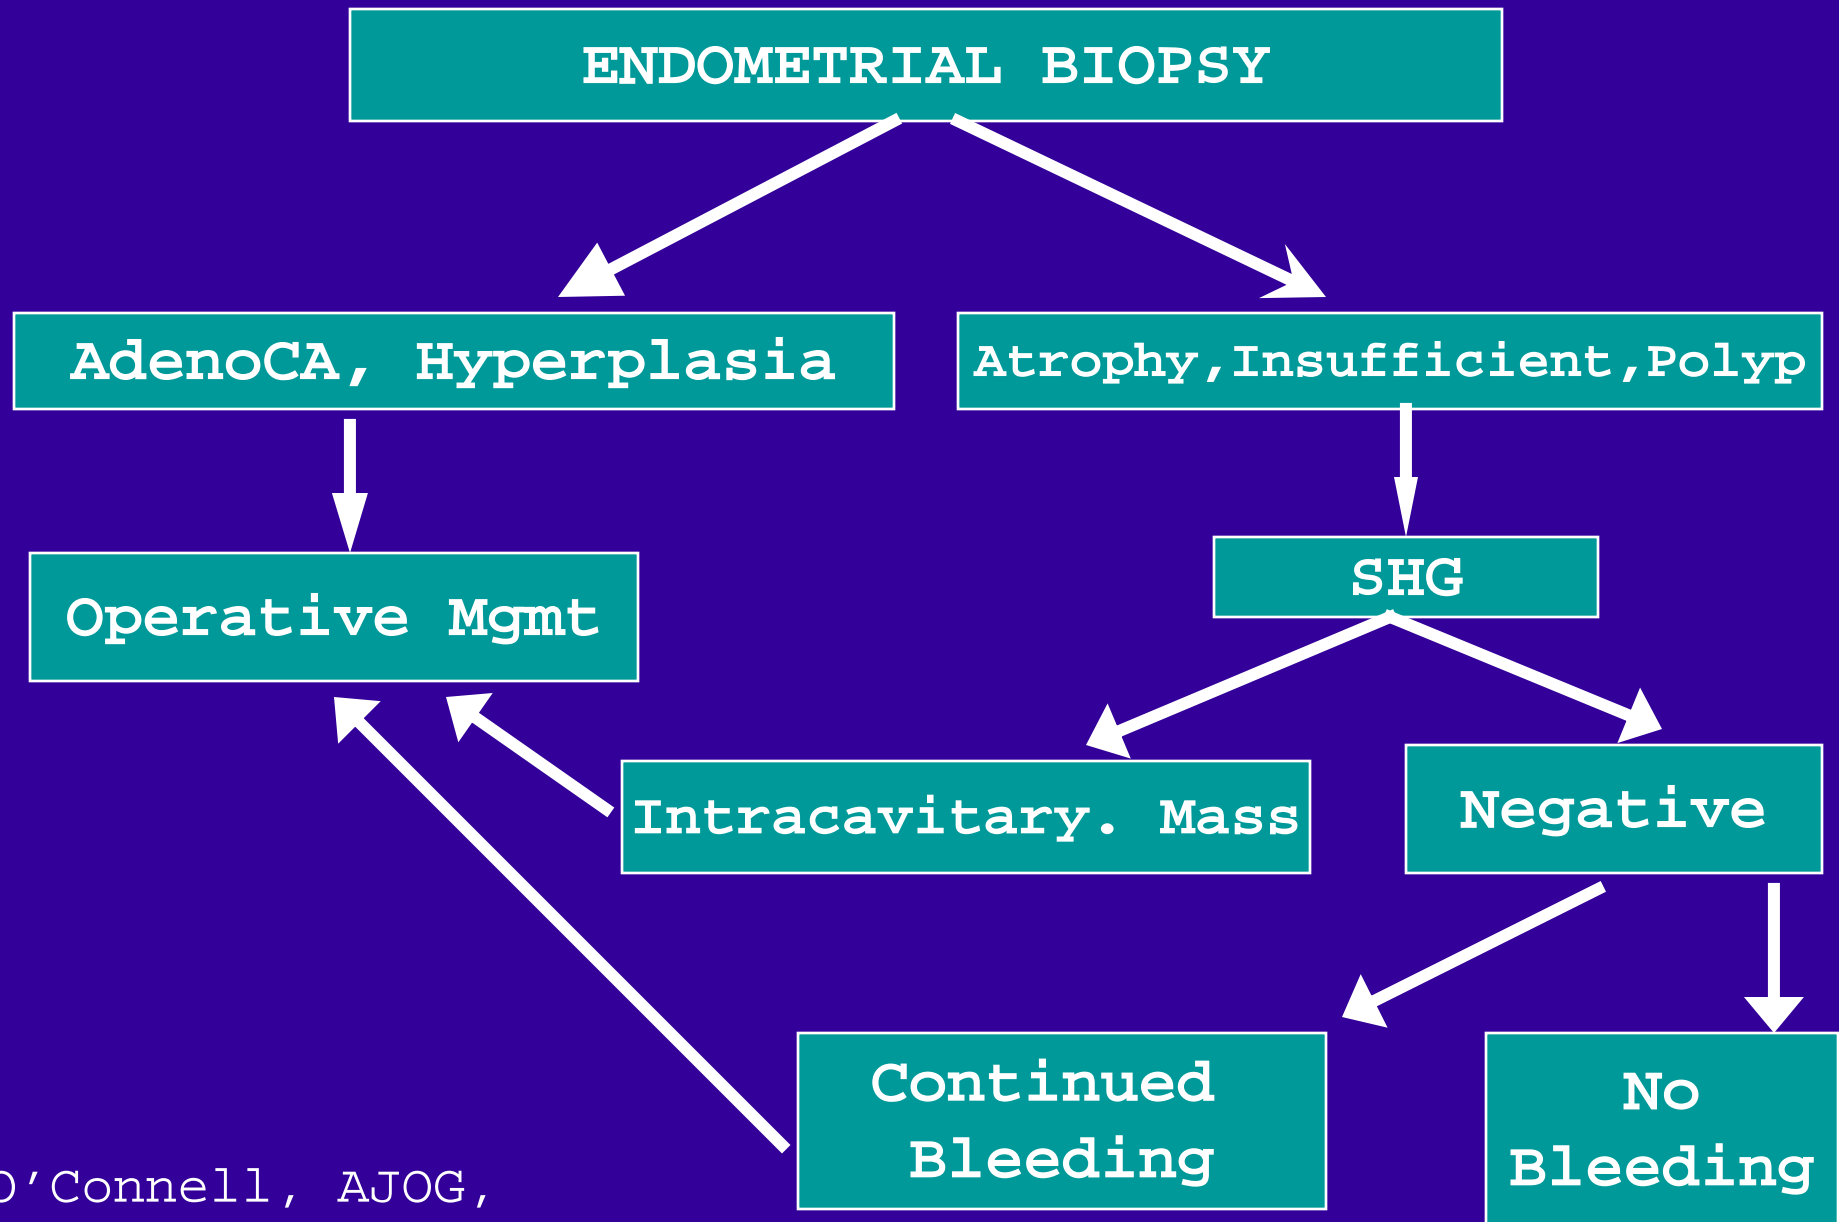 ENDOMETRIAL BIOPSY
AdenoCA, Hyperplasia
Atrophy,Insufficient,Polyp
Operative Mgmt
SHG
Intracavitary. Mass
Negative
Continued
Bleeding
No
Bleeding
O’Connell, AJOG,